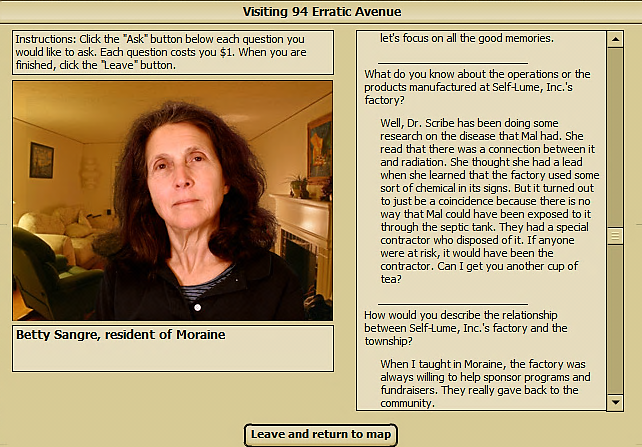 Visiting 94 Erratic Avenue
Instructions: Click the "Ask" button below each question you
would like to ask. Each question costs you $1. When you are
finished, click the "Leave" button.
Betty Sangre, resident of Moraine
let's focus on all the good memories.
What do you know about the operations or the
products manufactured at Self-Lume, Inc.'s
factory?
Well, Dr. Scribe has been doing some
research on the disease that Mal had. She
read that there was a connection between it
and radiation. She thought she had a lead
when she learned that the factory used some
sort of chemical in its signs. But it turned out
to just be a coincidence because there is no
way that Mal could have been exposed to it
through the septic tank. They had a special
contractor who disposed of it. If anyone
were at risk, it would have been the
contractor. Can I get you another cup of
tea?
How would you describe the relationship
between Self-Lume, Inc.'s factory and the
township?
When I taught in Moraine, the factory was
always willing to help sponsor programs and
fundraisers. They really gave back to the
community.
Leave and return to map